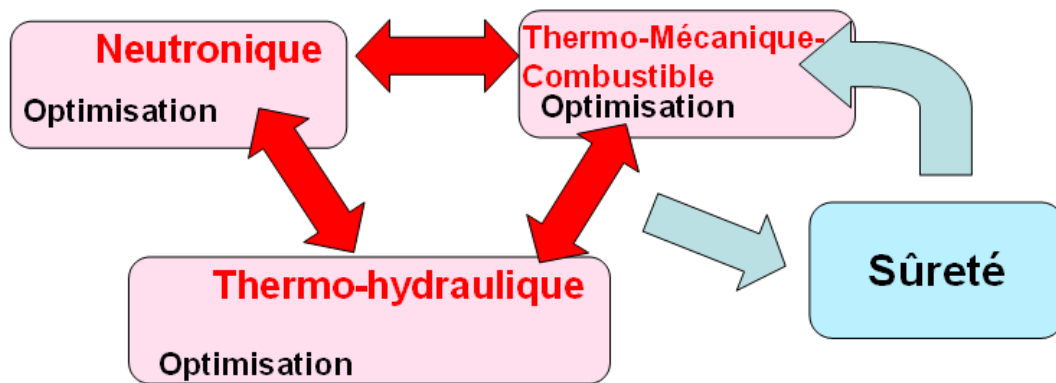 Neutronique
Optimisation
Thermo-Mécanique-
Combustible
Optimisation
Thermo-hydraulique
Optimisation
Sûreté